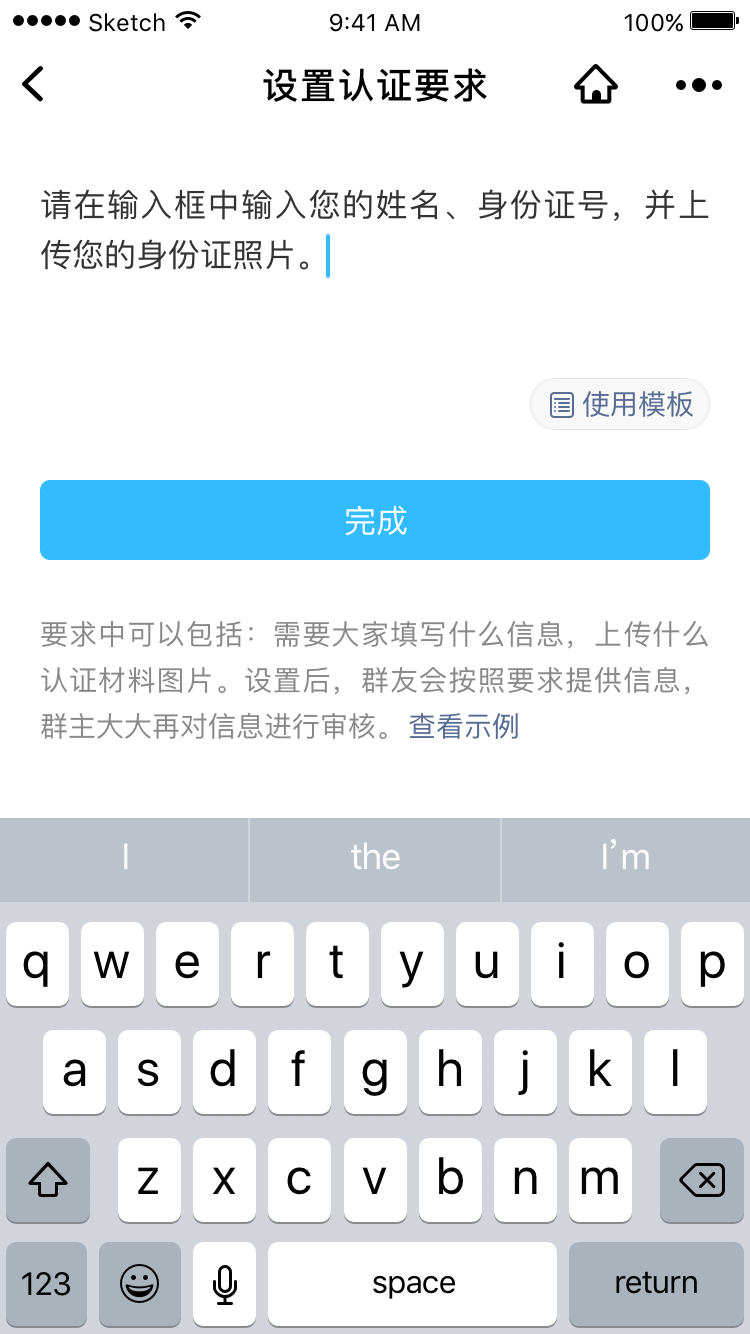 Sketch 9:41 AM 100%
设置认证要求
请在输入框中输入您的姓名、身份证号，并上
传您的身份证照片。
使用模板
完成
要求中可以包括：需要大家填写什么信息，上传什么
认证材料图片。设置后，群友会按照要求提供信息，
群主大大再对信息进行审核。查看示例
I the I’m
q w e r t y u i o p
a s d f g h j k l
z x c v b n m
123 space return